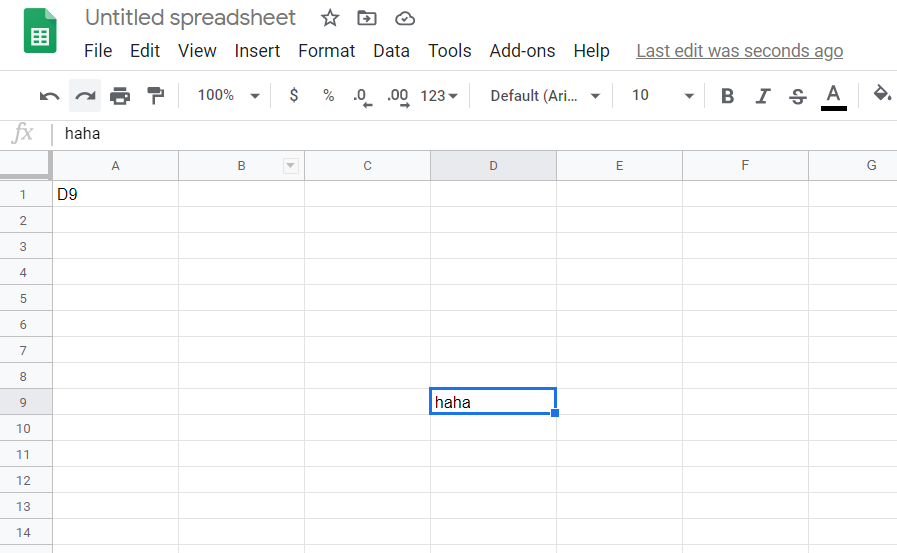 Untitled spreadsheet
File Edit View Insert Format Data Tools Add-ons Help Last edit was seconds ago
100% $ % .0 .00 123 Default (Ari... 10 B I S A
fx haha
A B C D E F G
1 D9
2
3
4
5
6
7
8
9 haha
10
11
12
13
14